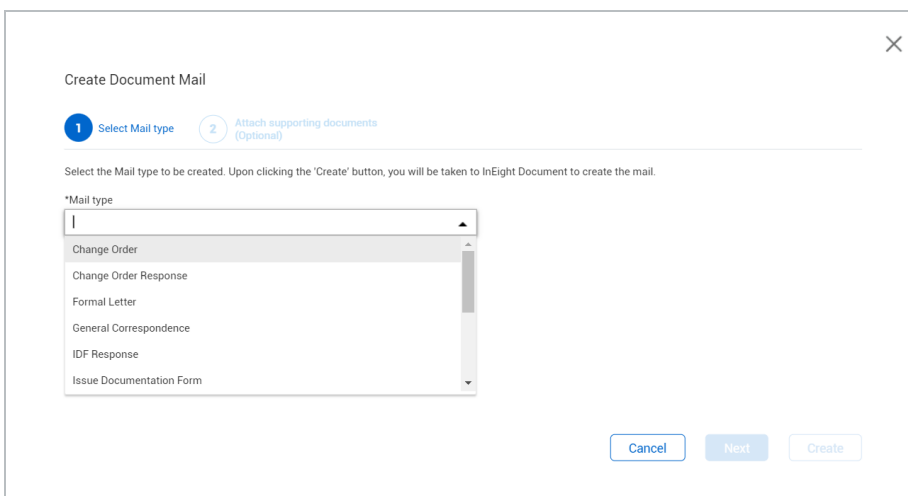 Create Document Mail
1 Select Mail type 2 Attach supporting documents
(Optional)
Select the Mail type to be created. Upon clicking the 'Create' button, you will be taken to InEight Document to create the mail.
*Mail type
Change Order
Change Order Response
Formal Letter
General Correspondence
IDF Response
Issue Documentation Form
Cancel Next Create